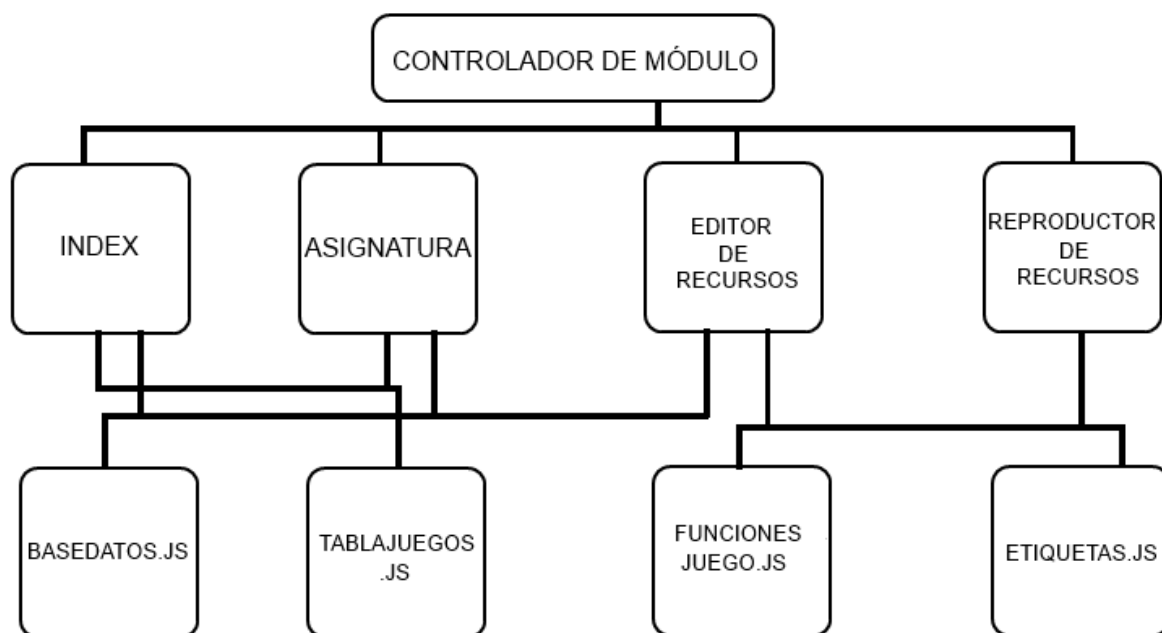 CONTROLADOR DE MÓDULO
INDEX
ASIGNATURA
EDITOR
DE
RECURSOS
REPRODUCTOR
DE
RECURSOS
BASEDATOS.JS
TABLAJUEGOS
.JS
FUNCIONES
JUEGO.JS
ETIQUETAS.JS